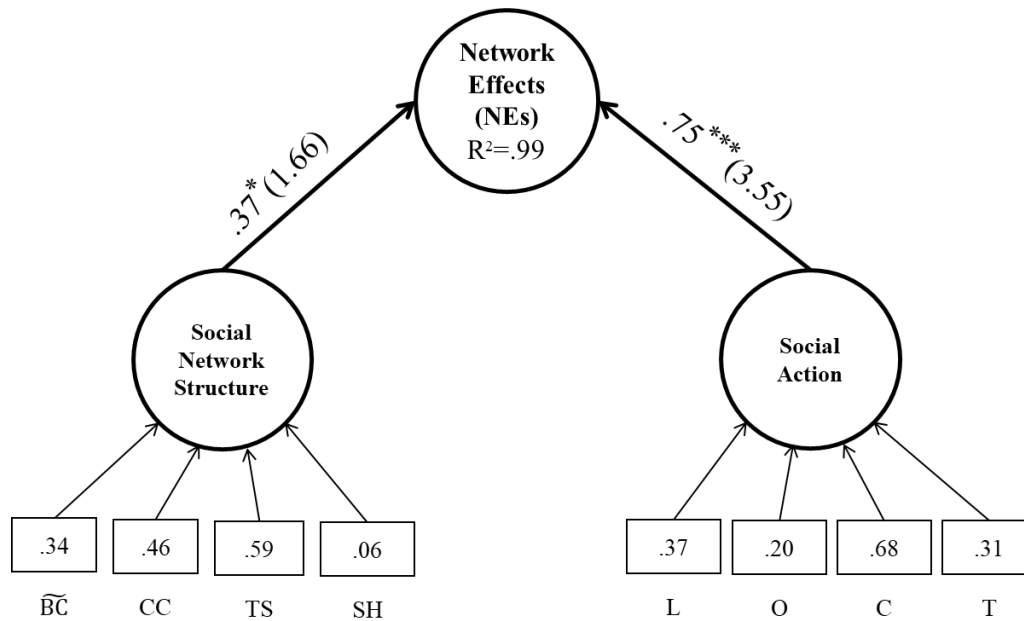 Network
Effects
(NEs)
R²=.99
.37* (1.66)
.75*** (3.55)
Social
Network
Structure
Social
Action
.34 .46 .59 .06 .37 .20 .68 .31
B͠C CC TS SH L O C T